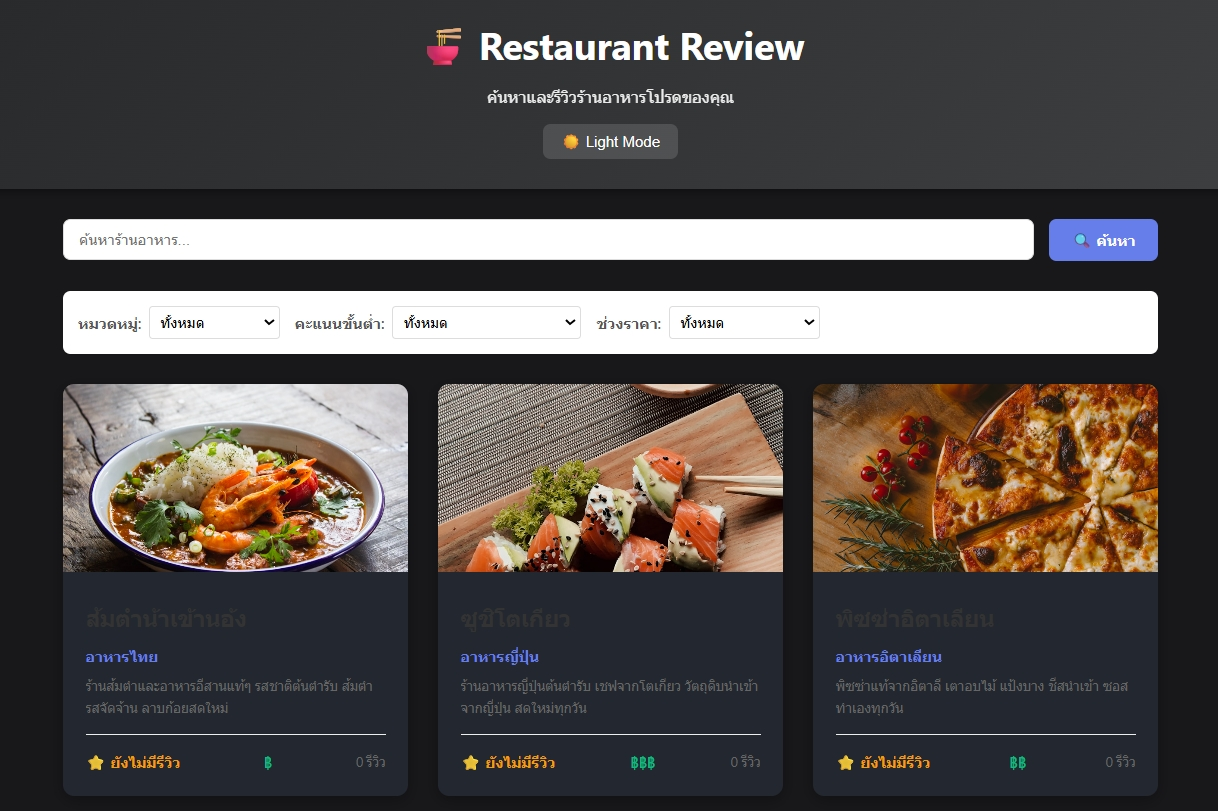 Restaurant Review
ค้นหาและรีวิวร้านอาหารโปรดของคุณ
Light Mode
ค้นหาร้านอาหาร...
ค้นหา
หมวดหมู่: ทั้งหมด คะแนนขั้นต่ำ: ทั้งหมด ช่วงราคา: ทั้งหมด
ส้มตำน้าเข้านอ้ง
อาหารไทย
ร้านส้มตำและอาหารอีสานแท้ๆ รสชาติต้นตำรับ ส้มตำ
รสจัดจ้าน ลาบก้อยสดใหม่
ยังไม่มีรีวิว ฿ 0 รีวิว
ซูชิโตเกียว
อาหารญี่ปุ่น
ร้านอาหารญี่ปุ่นต้นตำรับ เชฟจากโตเกียว วัตถุดิบนำเข้า
จากญี่ปุ่น สดใหม่ทุกวัน
ยังไม่มีรีวิว ฿฿฿ 0 รีวิว
พิซซ่าอิตาเลียน
อาหารอิตาเลียน
พิซซ่าแท้จากอิตาลี เตาอบไม้ แป้งบาง ชีสนำเข้า ซอส
ทำเองทุกวัน
ยังไม่มีรีวิว ฿฿ 0 รีวิว